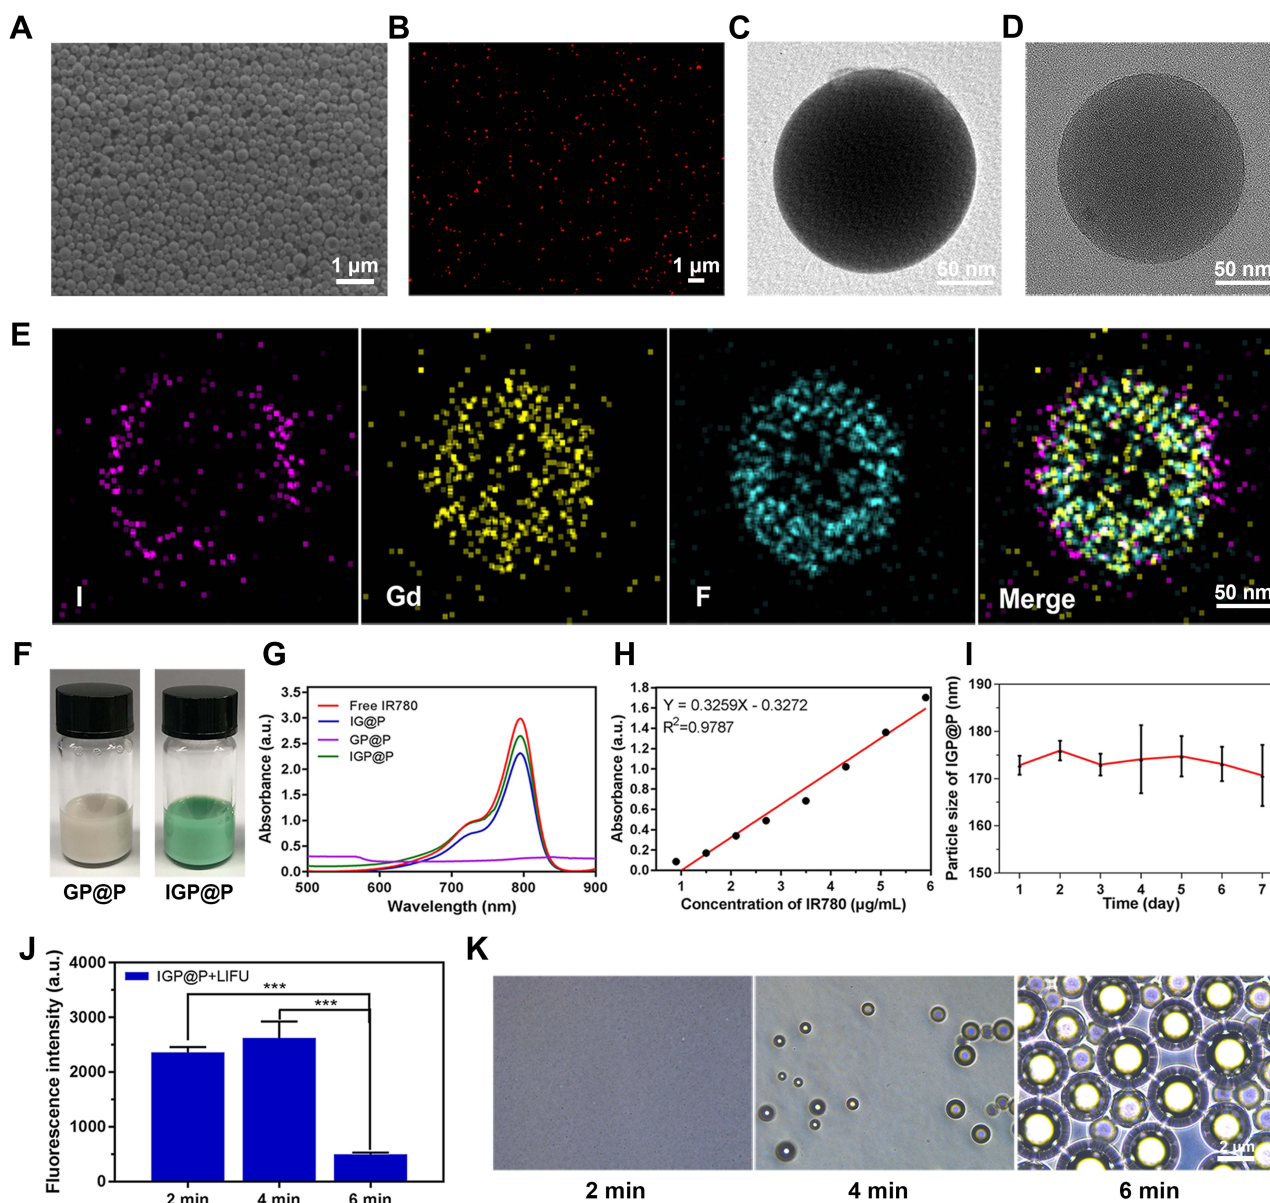 A
B
C
D
1 μm
1 μm
50 nm
50 nm
E
I
Gd
F
Merge
50 nm
F
GP@P
IGP@P
G
Absorbance (a.u.)
3.5
3.0
2.5
2.0
1.5
1.0
0.5
0.0
Free IR780
IG@P
GP@P
IGP@P
500
600
700
800
900
Wavelength (nm)
H
Absorbance (a.u.)
1.8
1.6
1.4
1.2
1.0
0.8
0.6
0.4
0.2
0.0
Y = 0.3259X - 0.3272
R²=0.9787
1
2
3
4
5
6
Concentration of IR780 (μg/mL)
I
Particle size of IGP@P (nm)
190
180
170
160
150
1
2
3
4
5
6
7
Time (day)
J
Fluorescence intensity (a.u.)
4000
3000
2000
1000
0
IGP@P+LIFU
***
***
2 min
4 min
6 min
K
2 μm
2 min
4 min
6 min